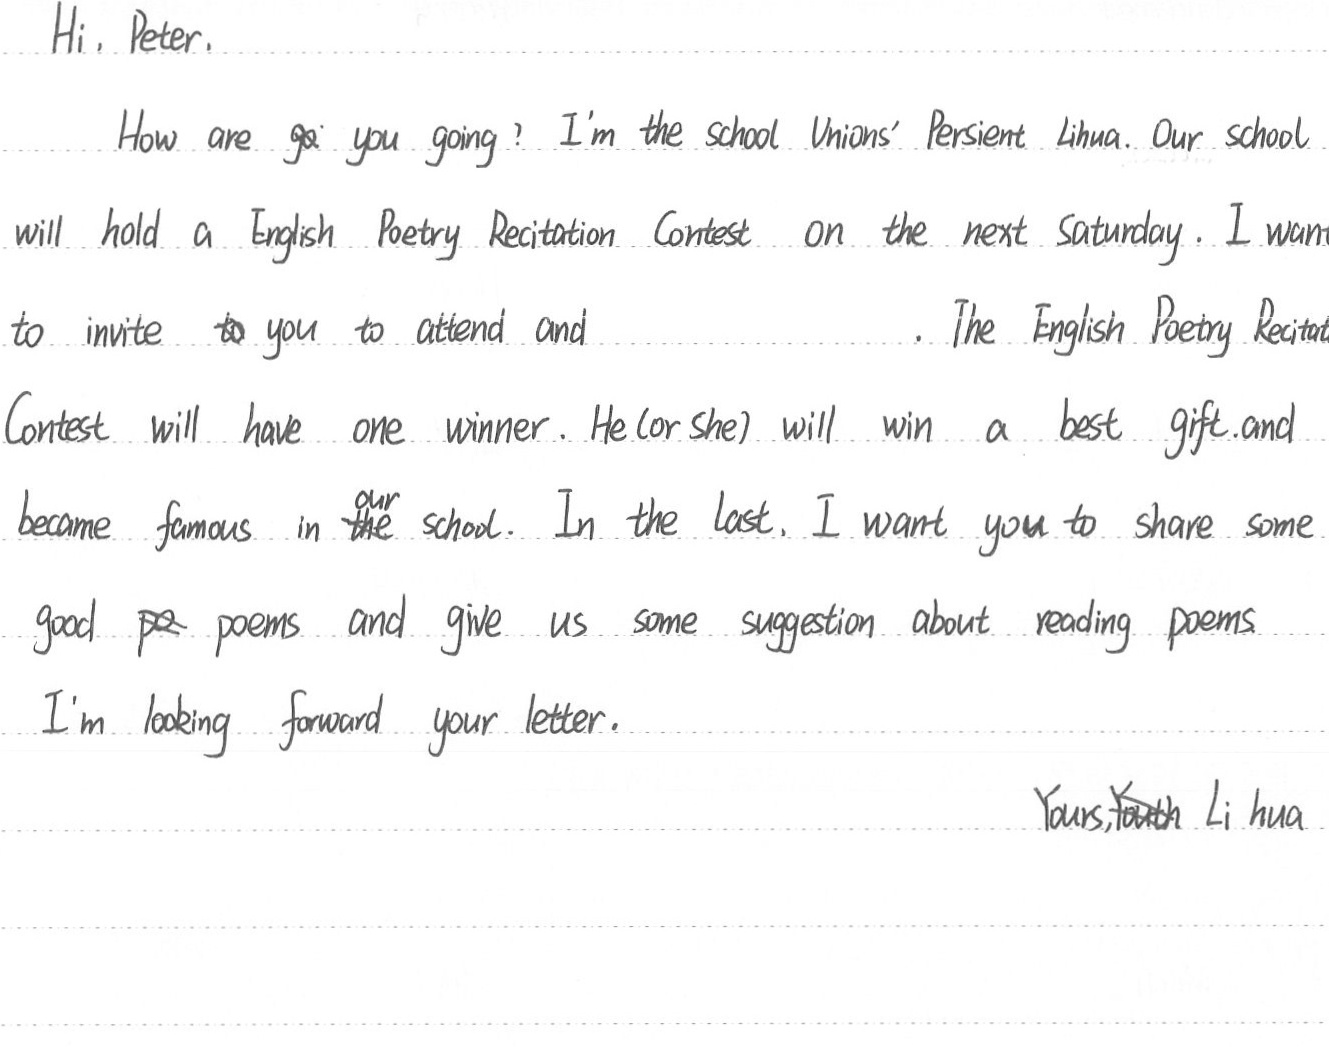 Hi, Peter.
How are you going? I'm the school Unions' Persient Lihua. Our school
will hold a English Poetry Recitation Contest on the next Saturday. I want
to invite you to attend and . The English Poetry Recitat
Contest will have one winner. He (or She) will win a best gift.and
became famous in our school. In the last, I want you to share some
good poems and give us some suggestion about reading poems
I'm looking forward your letter.
Yours, Li hua